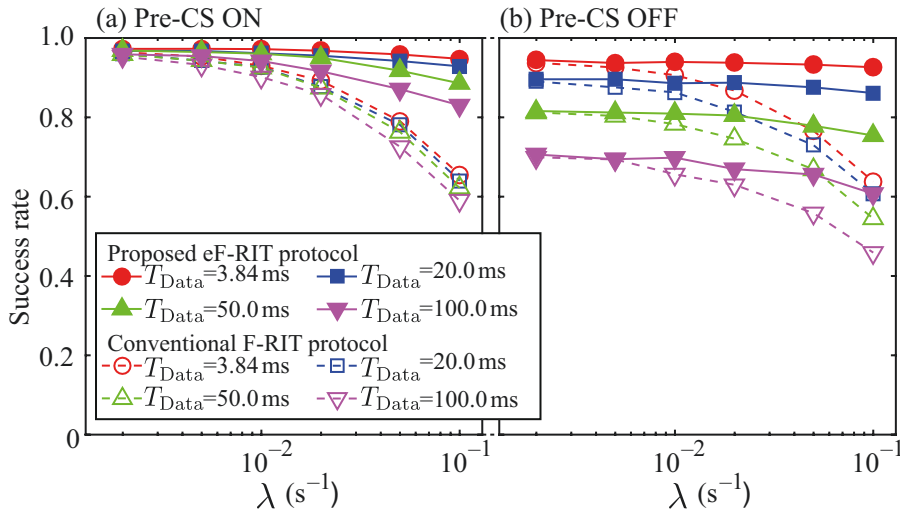 (a) Pre-CS ON
(b) Pre-CS OFF
Success rate
1.0
0.8
0.6
0.4
0.2
0
Proposed eF-RIT protocol
T_Data=3.84 ms
T_Data=20.0 ms
T_Data=50.0 ms
T_Data=100.0 ms
Conventional F-RIT protocol
T_Data=3.84 ms
T_Data=20.0 ms
T_Data=50.0 ms
T_Data=100.0 ms
10⁻² 10⁻¹
10⁻² 10⁻¹
λ (s⁻¹)
λ (s⁻¹)